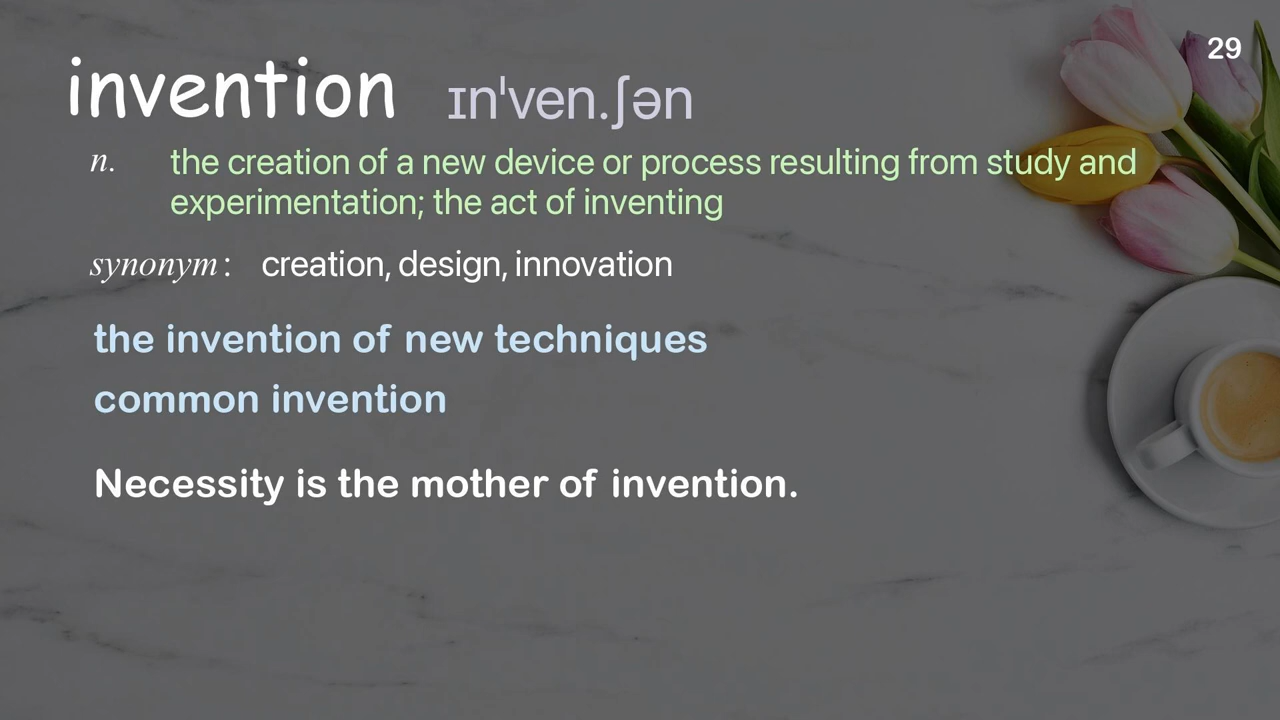 29
invention ɪnˈven.ʃən
n. the creation of a new device or process resulting from study and
experimentation; the act of inventing
synonym: creation, design, innovation
the invention of new techniques
common invention
Necessity is the mother of invention.